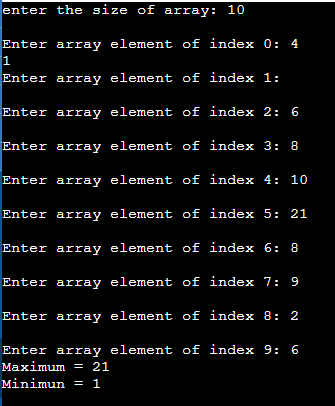 enter the size of array: 10
Enter array element of index 0: 4
1
Enter array element of index 1:
Enter array element of index 2: 6
Enter array element of index 3: 8
Enter array element of index 4: 10
Enter array element of index 5: 21
Enter array element of index 6: 8
Enter array element of index 7: 9
Enter array element of index 8: 2
Enter array element of index 9: 6
Maximum = 21
Minimun = 1